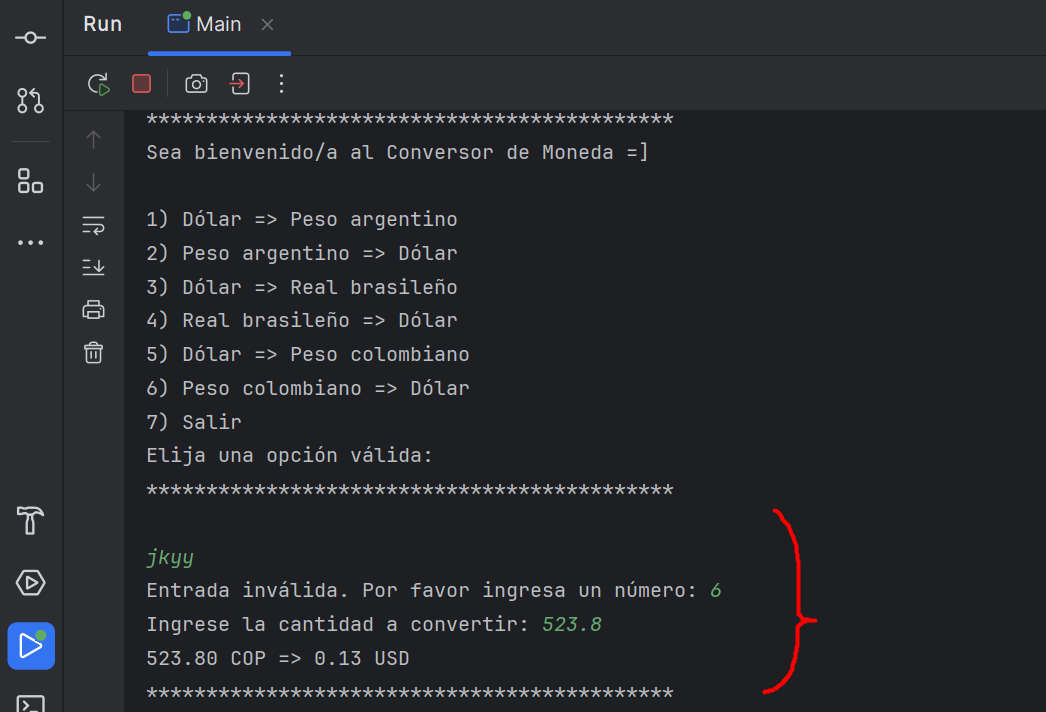 Run Main
********************************************
Sea bienvenido/a al Conversor de Moneda =]
1) Dólar => Peso argentino
2) Peso argentino => Dólar
3) Dólar => Real brasileño
4) Real brasileño => Dólar
5) Dólar => Peso colombiano
6) Peso colombiano => Dólar
7) Salir
Elija una opción válida:
********************************************
jkyy
Entrada inválida. Por favor ingresa un número: 6
Ingrese la cantidad a convertir: 523.8
523.80 COP => 0.13 USD
********************************************